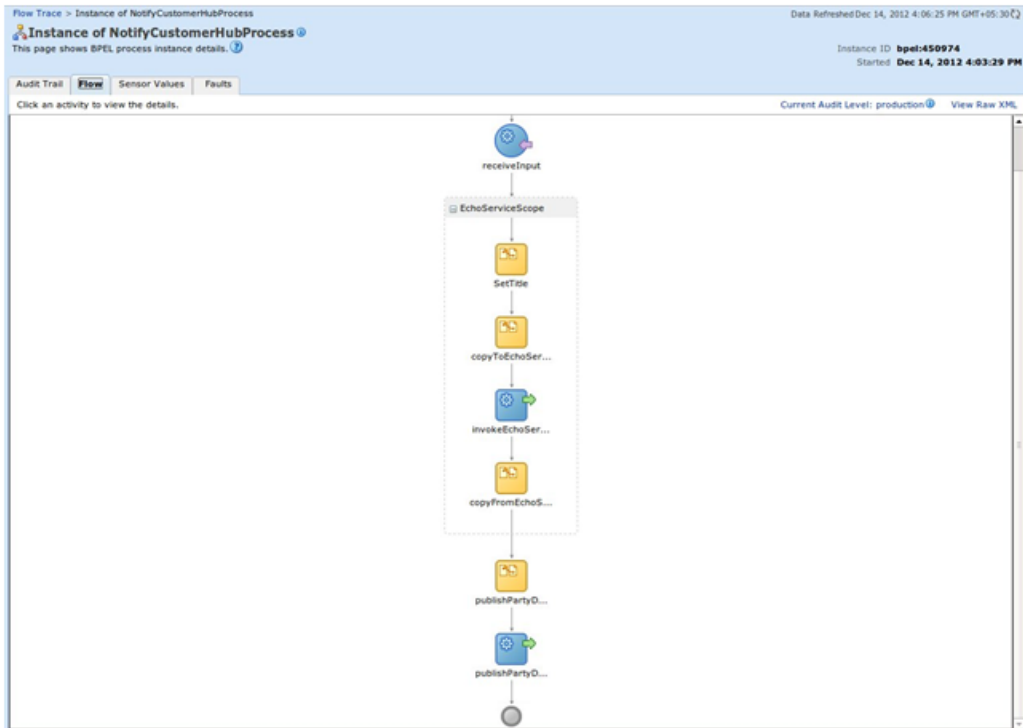 Flow Trace > Instance of NotifyCustomerHubProcess
Data Refreshed Dec 14, 2012 4:06:25 PM GMT+05:30
Instance of NotifyCustomerHubProcess
This page shows BPEL process instance details.
Instance ID bpel:450974
Started Dec 14, 2012 4:03:29 PM
Audit Trail Flow Sensor Values Faults
Click an activity to view the details.
Current Audit Level: production View Raw XML
receiveInput
EchoServiceScope
SetTitle
copyToEchoSer...
invokeEchoSer...
copyFromEchoS...
publishPartyD...
publishPartyD...